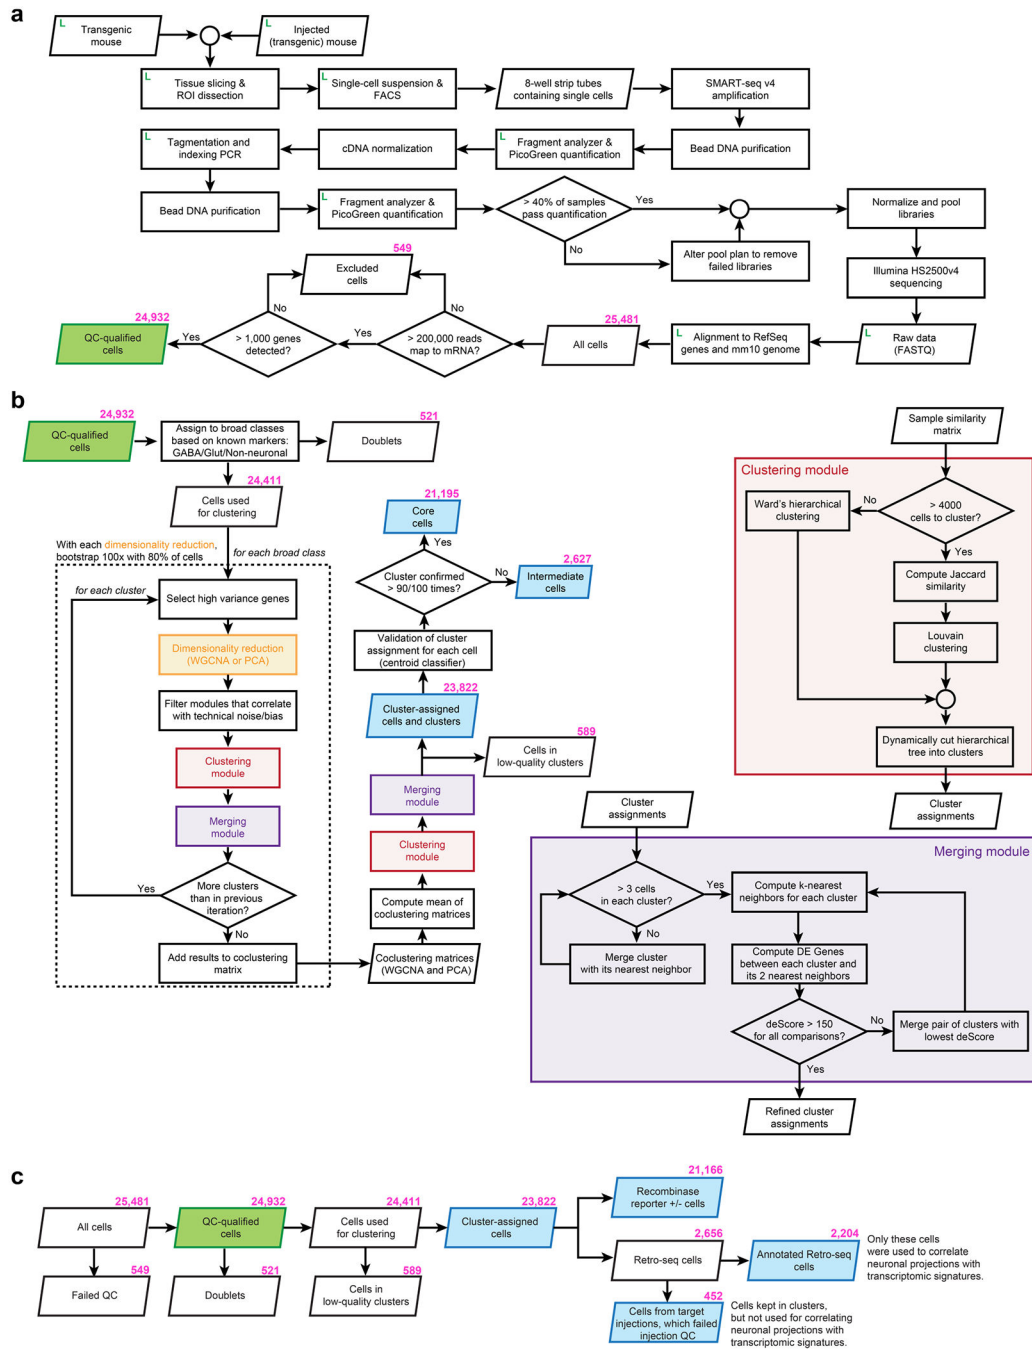 a
L
Transgenic
mouse
L
Injected
(transgenic) mouse
L
Tissue slicing &
ROI dissection
L
Single-cell suspension &
FACS
8-well strip tubes
containing single cells
SMART-seq v4
amplification
L
Tagmentation and
indexing PCR
cDNA normalization
L
Fragment analyzer &
PicoGreen quantification
Bead DNA purification
Bead DNA purification
L
Fragment analyzer &
PicoGreen quantification
> 40% of samples
pass quantification
Yes
No
Alter pool plan to remove
failed libraries
Normalize and pool
libraries
Illumina HS2500v4
sequencing
L
Raw data
(FASTQ)
L
Alignment to RefSeq
genes and mm10 genome
25,481
All cells
> 200,000 reads
map to mRNA?
No
Yes
549
Excluded
cells
> 1,000 genes
detected?
No
Yes
24,932
QC-qualified
cells
b
24,932
QC-qualified
cells
Assign to broad classes
based on known markers:
GABA/Glut/Non-neuronal
521
Doublets
24,411
Cells used
for clustering
With each dimensionality reduction,
bootstrap 100x with 80% of cells
for each broad class
for each cluster
Select high variance genes
Dimensionality reduction
(WGCNA or PCA)
Filter modules that correlate
with technical noise/bias
Clustering
module
Merging
module
More clusters
than in previous
iteration?
Yes
No
Add results to coclustering
matrix
Coclustering matrices
(WGCNA and PCA)
Compute mean of
coclustering matrices
Clustering
module
Merging
module
589
Cells in
low-quality clusters
23,822
Cluster-assigned
cells and clusters
Validation of cluster
assignment for each cell
(centroid classifier)
Cluster confirmed
> 90/100 times?
Yes
No
21,195
Core
cells
2,627
Intermediate
cells
Sample similarity
matrix
Clustering module
> 4000
cells to cluster?
No
Yes
Ward's hierarchical
clustering
Compute Jaccard
similarity
Louvain
clustering
Dynamically cut hierarchical
tree into clusters
Cluster
assignments
Cluster
assignments
Merging module
> 3 cells
in each cluster?
Yes
No
Merge cluster
with its nearest neighbor
Compute k-nearest
neighbors for each cluster
Compute DE Genes
between each cluster and
its 2 nearest neighbors
deScore > 150
for all comparisons?
No
Yes
Merge pair of clusters with
lowest deScore
Refined cluster
assignments
c
25,481
All cells
24,932
QC-qualified
cells
24,411
Cells used
for clustering
23,822
Cluster-assigned
cells
549
Failed QC
521
Doublets
589
Cells in
low-quality clusters
21,166
Recombinase
reporter +/- cells
2,656
Retro-seq cells
2,204
Annotated Retro-seq
cells
Only these cells
were used to correlate
neuronal projections with
transcriptomic signatures.
452
Cells from target
injections, which failed
injection QC
Cells kept in clusters,
but not used for correlating
neuronal projections with
transcriptomic signatures.